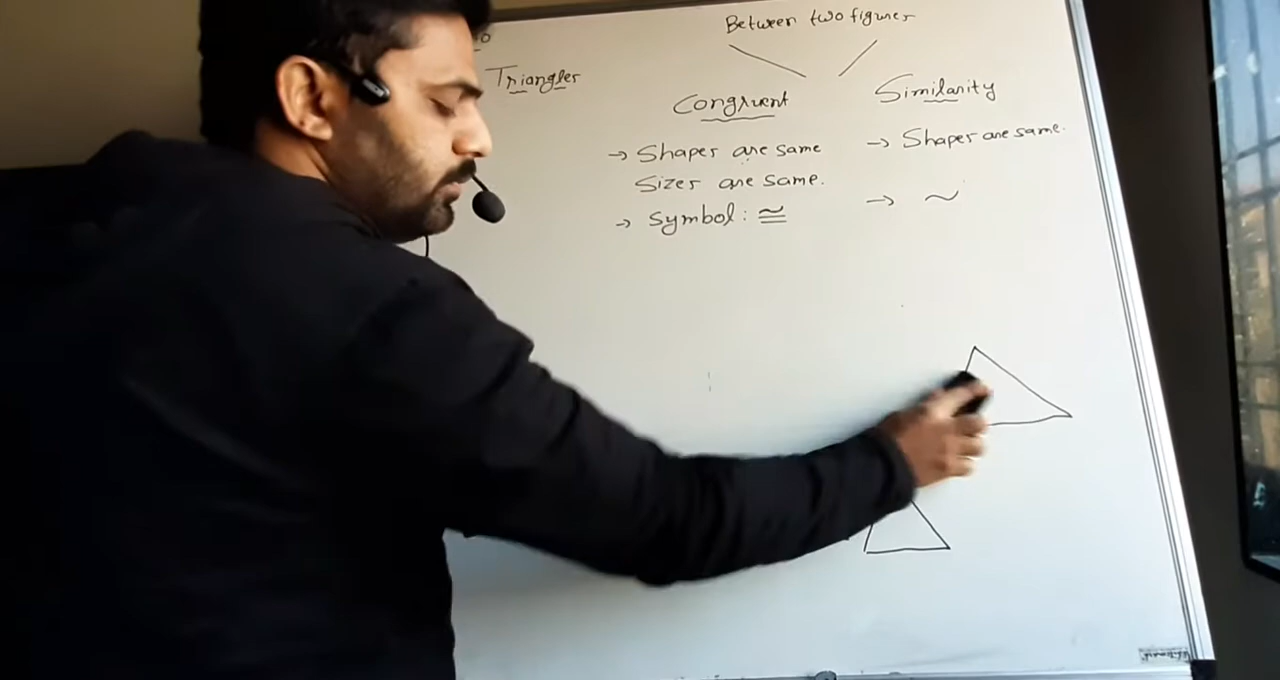 Between two figures
Triangles
Congruent
Similarity
→ Shapes are same
Sizes are same.
→ Symbol: ≅
→ Shapes are same.
→ ~